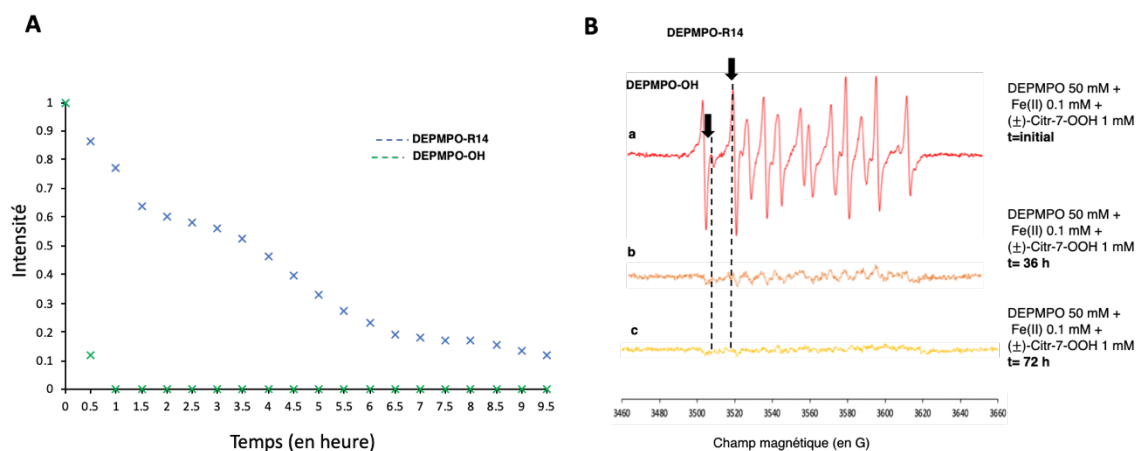 A
Intensité
1
0.9
0.8
0.7
0.6
0.5
0.4
0.3
0.2
0.1
0
0 0.5 1 1.5 2 2.5 3 3.5 4 4.5 5 5.5 6 6.5 7 7.5 8 8.5 9 9.5
Temps (en heure)
DEPMPO-R14
DEPMPO-OH
B
DEPMPO-R14
DEPMPO-OH
a
DEPMPO 50 mM +
Fe(II) 0.1 mM +
(±)-Citr-7-OOH 1 mM
t=initial
b
DEPMPO 50 mM +
Fe(II) 0.1 mM +
(±)-Citr-7-OOH 1 mM
t= 36 h
c
DEPMPO 50 mM +
Fe(II) 0.1 mM +
(±)-Citr-7-OOH 1 mM
t= 72 h
3460 3480 3500 3520 3540 3560 3580 3600 3620 3640 3660
Champ magnétique (en G)